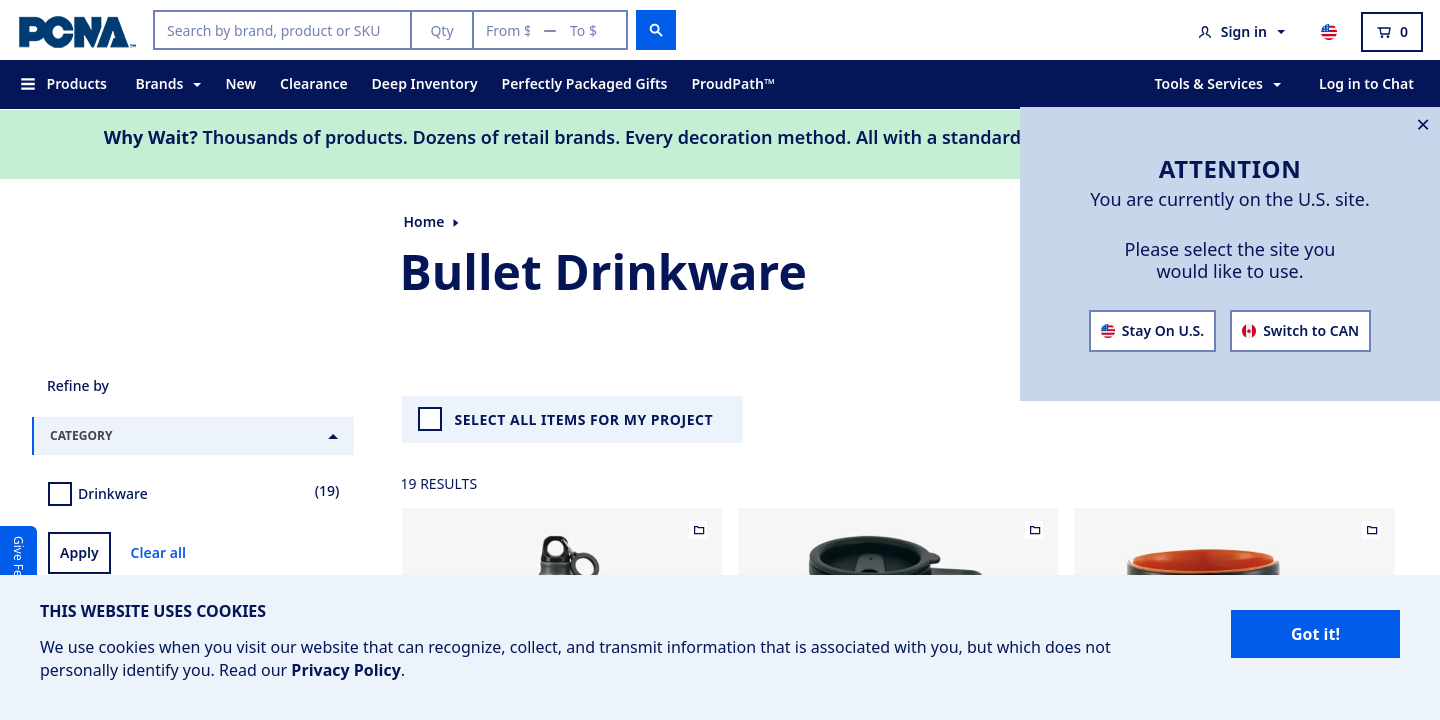 PCNA™
Search by brand, product or SKU
Qty
From $ — To $
Sign in
0
Products
Brands
New
Clearance
Deep Inventory
Perfectly Packaged Gifts
ProudPath™
Tools & Services
Log in to Chat
Why Wait? Thousands of products. Dozens of retail brands. Every decoration method. All with a standard
ATTENTION
You are currently on the U.S. site.
Please select the site you
would like to use.
Stay On U.S.
Switch to CAN
Home
Bullet Drinkware
Refine by
CATEGORY
Drinkware
(19)
Apply
Clear all
SELECT ALL ITEMS FOR MY PROJECT
19 RESULTS
Give
THIS WEBSITE USES COOKIES
We use cookies when you visit our website that can recognize, collect, and transmit information that is associated with you, but which does not
personally identify you. Read our Privacy Policy.
Got it!